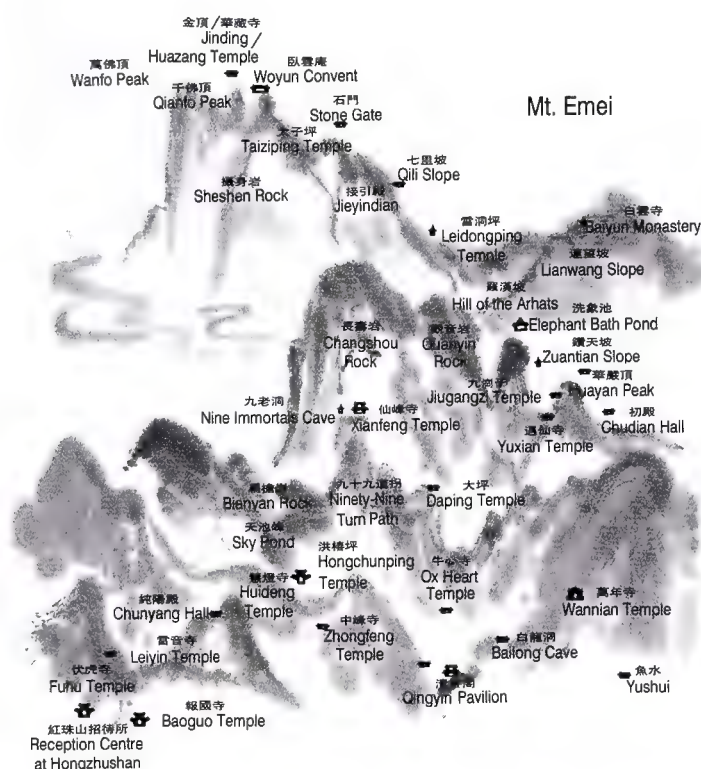 金頂/華嚴寺
Jinding /
Huazang Temple
萬佛頂
Wanfo Peak
臥雲庵
Woyun Convent
千佛頂
Qianfo Peak
石門
Stone Gate
Mt. Emei
太子坪
Taiziping Temple
七里坡
Qili Slope
攝身岩
Sheshen Rock
接引殿
Jieyindian
雷洞坪
Leidongping
Temple
白雲寺
Baiyun Monastery
蓮望坡
Lianwang Slope
羅漢坡
Hill of the Arhats
洗象池
Elephant Bath Pond
長壽岩
Changshou
Rock
觀音岩
Quanyin
Rock
鑽天坡
Zuantian Slope
華嚴頂
Huayan Peak
九老洞
Nine Immortals Cave
仙峰寺
Xianfeng Temple
Jiugangzi Temple
初殿
Chudian Hall
遇仙寺
Yuxian Temple
Bianyan Rock
九十九道拐
Ninety-Nine
Turn Path
大坪
Daping Temple
天池峰
Sky Pond
洪椿坪
Hongchunping
Temple
牛心寺
Ox Heart
Temple
慧燈寺
Huideng
Temple
萬年寺
Wannian Temple
純陽殿
Chunyang Hall
中峰寺
Zhongfeng
Temple
白龍洞
Bailong Cave
雷音寺
Leiyin Temple
伏虎寺
Fuhu Temple
清音閣
Qingyin Pavilion
魚水
Yushui
報國寺
Baoguo Temple
紅珠山招待所
Reception Centre
at Hongzhushan